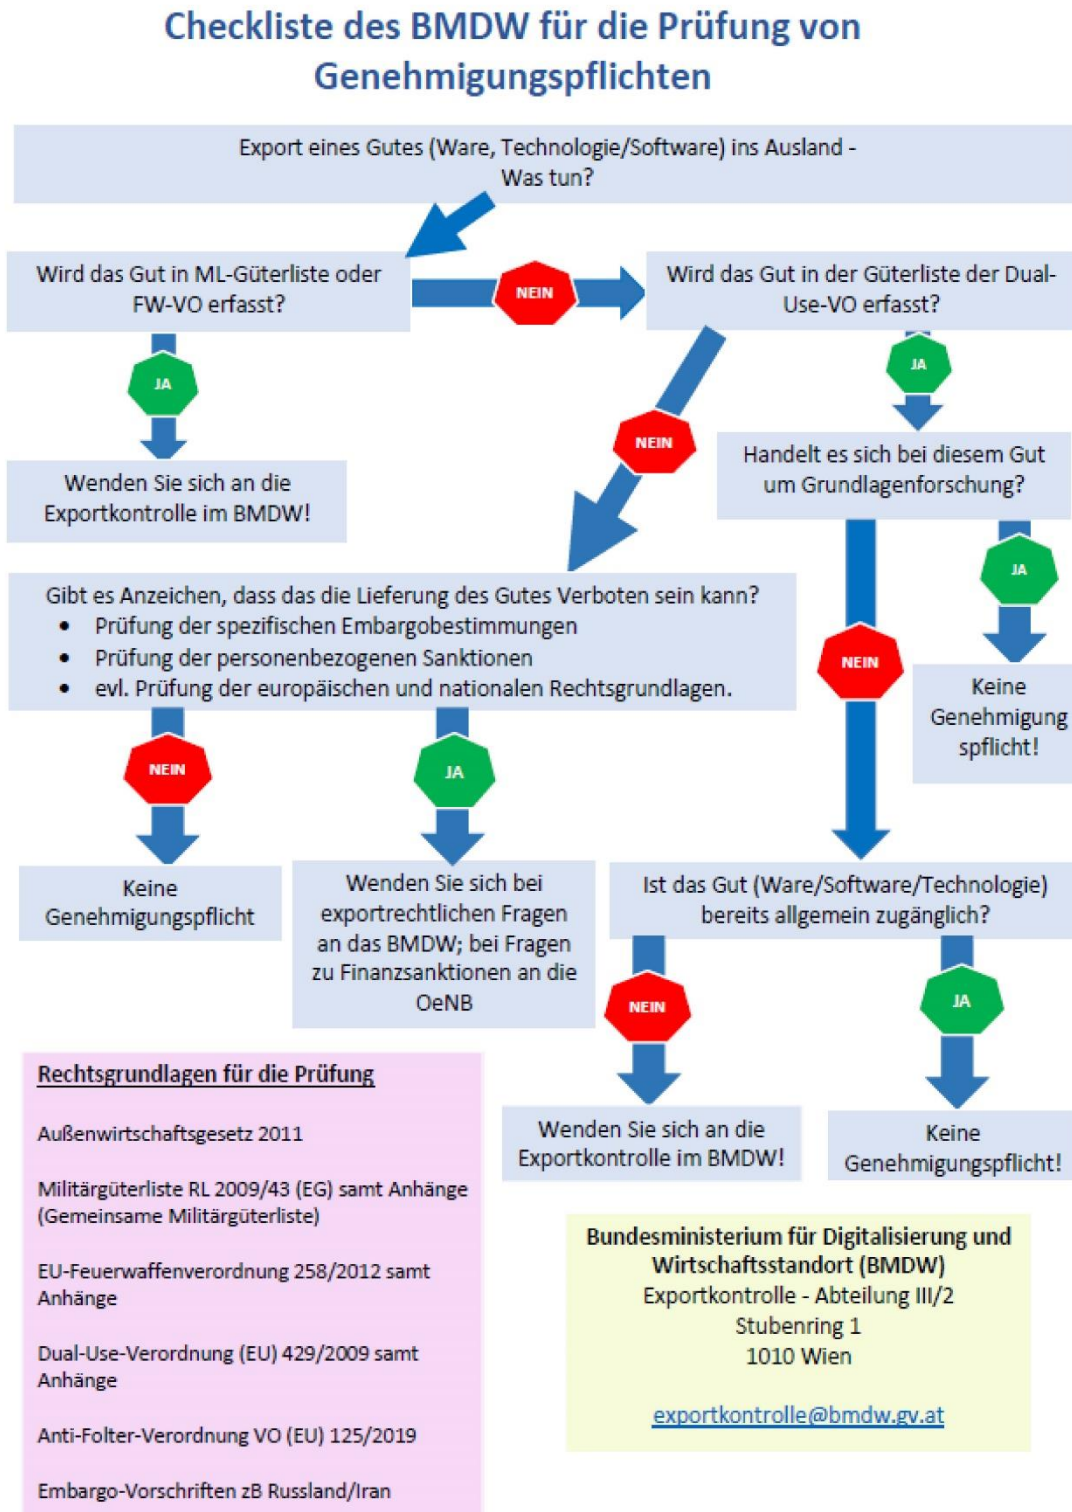 Checkliste des BMDW für die Prüfung von
Genehmigungspflichten
Export eines Gutes (Ware, Technologie/Software) ins Ausland -
Was tun?
Wird das Gut in ML-Güterliste oder
FW-VO erfasst?
NEIN
Wird das Gut in der Güterliste der Dual-
Use-VO erfasst?
JA
JA
NEIN
Wenden Sie sich an die
Exportkontrolle im BMDW!
Handelt es sich bei diesem Gut
um Grundlagenforschung?
JA
NEIN
Gibt es Anzeichen, dass das die Lieferung des Gutes Verboten sein kann?
• Prüfung der spezifischen Embargobestimmungen
• Prüfung der personenbezogenen Sanktionen
• evl. Prüfung der europäischen und nationalen Rechtsgrundlagen.
Keine
Genehmigung
spflicht!
NEIN
JA
Keine
Genehmigungspflicht
Wenden Sie sich bei
exportrechtlichen Fragen
an das BMDW; bei Fragen
zu Finanzsanktionen an die
OeNB
Ist das Gut (Ware/Software/Technologie)
bereits allgemein zugänglich?
NEIN
JA
Wenden Sie sich an die
Exportkontrolle im BMDW!
Keine
Genehmigungspflicht!
Rechtsgrundlagen für die Prüfung
Außenwirtschaftsgesetz 2011
Militärgüterliste RL 2009/43 (EG) samt Anhänge
(Gemeinsame Militärgüterliste)
EU-Feuerwaffenverordnung 258/2012 samt
Anhänge
Dual-Use-Verordnung (EU) 429/2009 samt
Anhänge
Anti-Folter-Verordnung VO (EU) 125/2019
Embargo-Vorschriften zB Russland/Iran
Bundesministerium für Digitalisierung und
Wirtschaftsstandort (BMDW)
Exportkontrolle - Abteilung III/2
Stubenring 1
1010 Wien
exportkontrolle@bmdw.gv.at